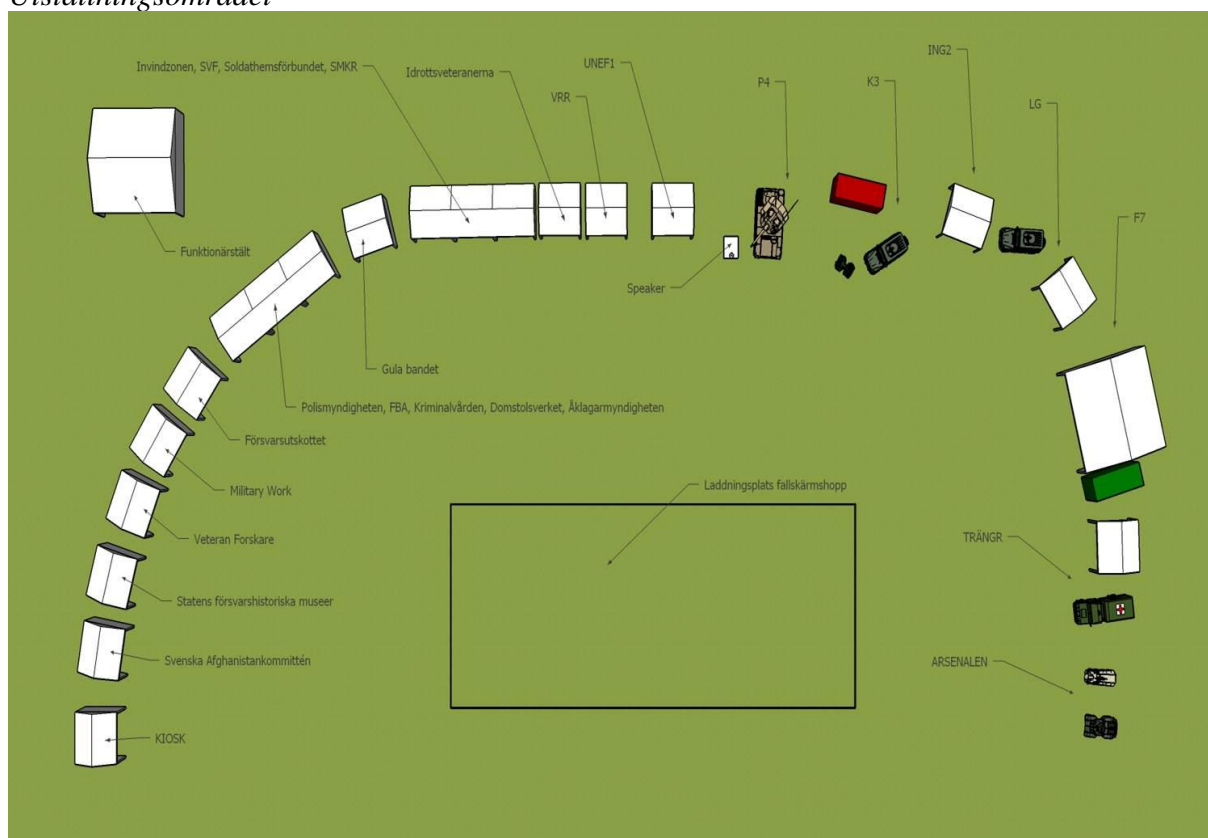 Utställningsområdet
ING2
Invindzonen, SVF, Soldathemsförbundet, SMKR
Idrottsveteranerna
UNEF1
P4
K3
VRR
LG
F7
Funktionärstält
Speaker
Gula bandet
Polismyndigheten, FBA, Kriminalvården, Domstolsverket, Åklagarmyndigheten
Försvarsutskottet
Military Work
Laddningsplats fallskärmshopp
Veteran Forskare
TRÄNGR
Statens försvarshistoriska museer
Svenska Afghanistankommittén
ARSENALEN
KIOSK